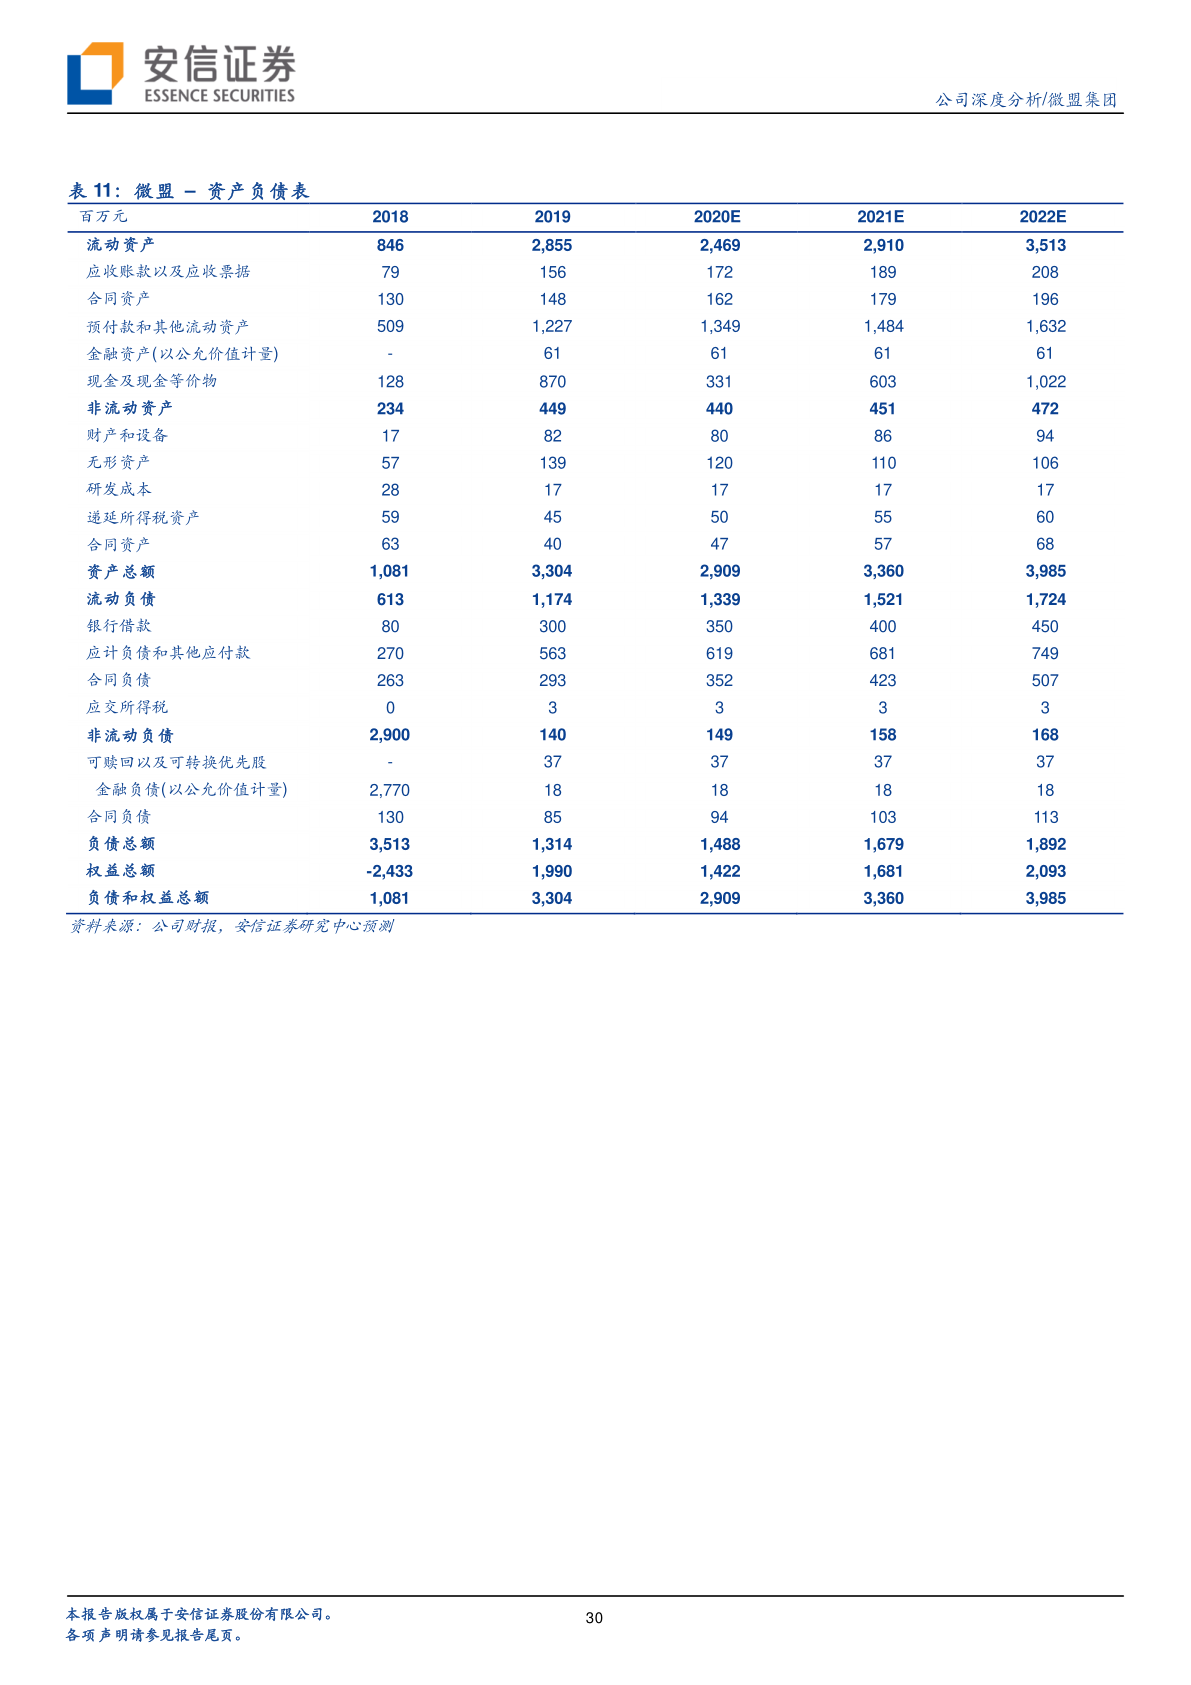 安信证券
ESSENCE SECURITIES
公司深度分析/微盟集团
表 11：微盟 – 资产负债表
百万元 2018 2019 2020E 2021E 2022E
流动资产 846 2,855 2,469 2,910 3,513
应收账款以及应收票据 79 156 172 189 208
合同资产 130 148 162 179 196
预付款和其他流动资产 509 1,227 1,349 1,484 1,632
金融资产(以公允价值计量) - 61 61 61 61
现金及现金等价物 128 870 331 603 1,022
非流动资产 234 449 440 451 472
财产和设备 17 82 80 86 94
无形资产 57 139 120 110 106
研发成本 28 17 17 17 17
递延所得税资产 59 45 50 55 60
合同资产 63 40 47 57 68
资产总额 1,081 3,304 2,909 3,360 3,985
流动负债 613 1,174 1,339 1,521 1,724
银行借款 80 300 350 400 450
应计负债和其他应付款 270 563 619 681 749
合同负债 263 293 352 423 507
应交所得税 0 3 3 3 3
非流动负债 2,900 140 149 158 168
可赎回以及可转换优先股 - 37 37 37 37
金融负债(以公允价值计量) 2,770 18 18 18 18
合同负债 130 85 94 103 113
负债总额 3,513 1,314 1,488 1,679 1,892
权益总额 -2,433 1,990 1,422 1,681 2,093
负债和权益总额 1,081 3,304 2,909 3,360 3,985
资料来源：公司财报，安信证券研究中心预测
本报告版权属于安信证券股份有限公司。
30
各项声明请参见报告尾页。